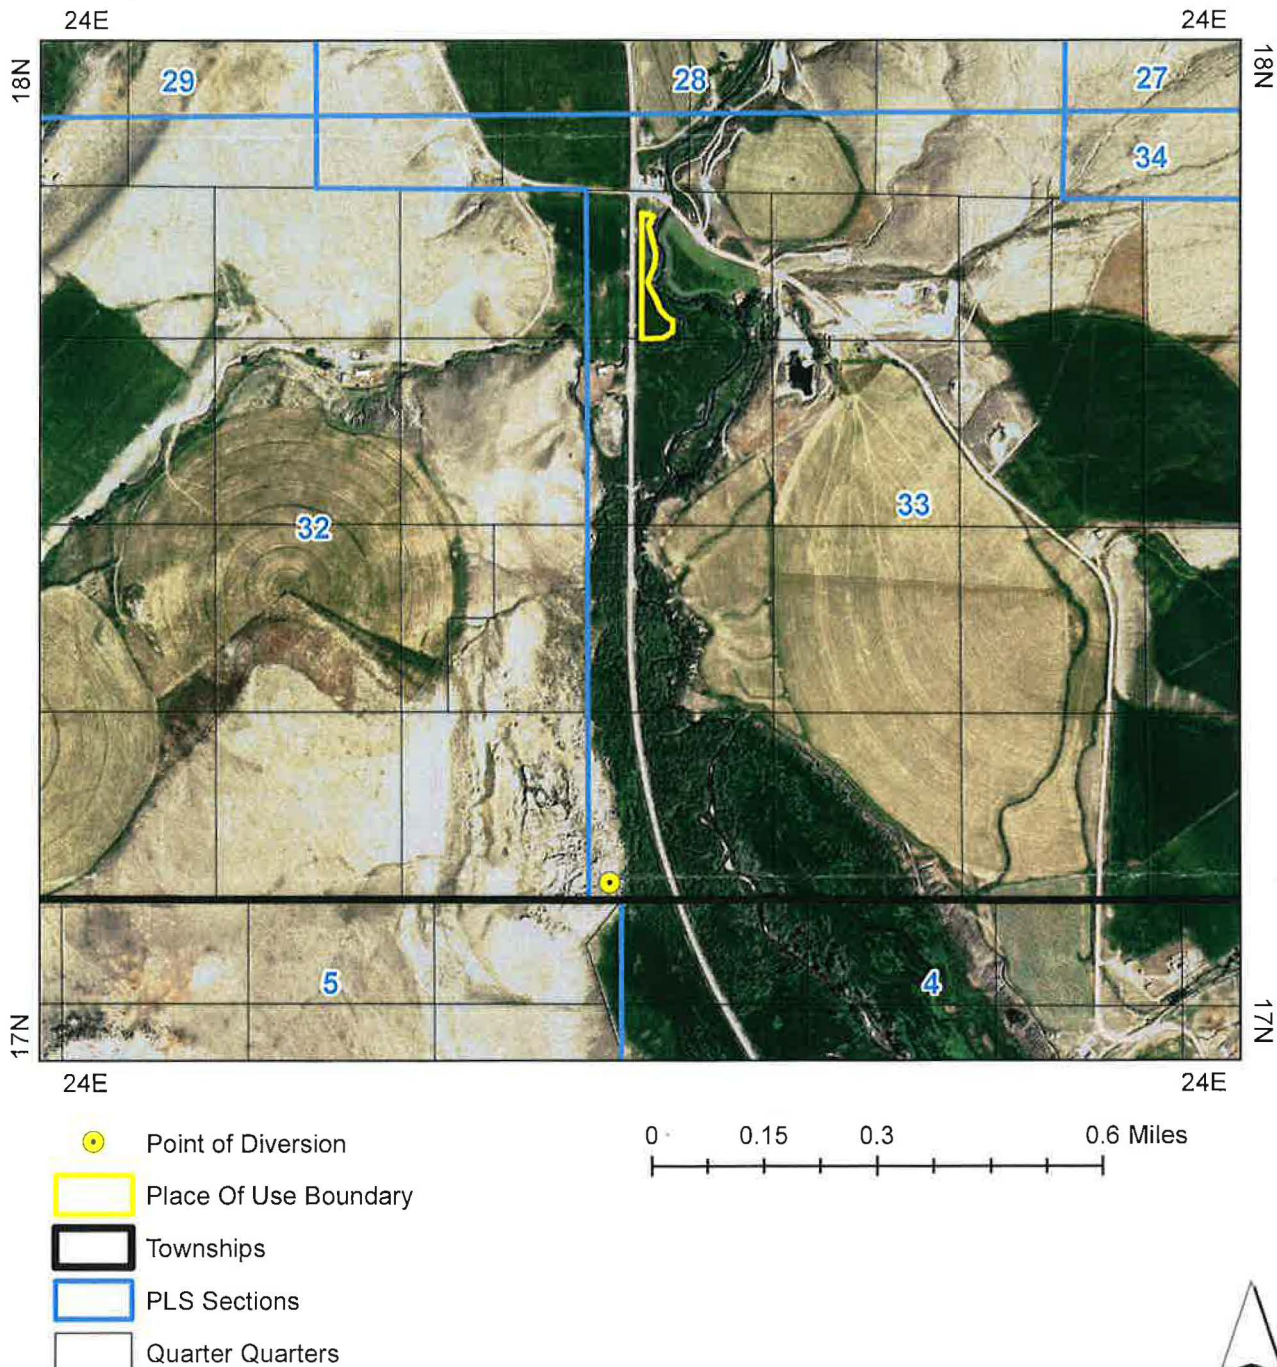 24E 24E
18N 18N
29 28 27
34
33
32
5 4
17N 17N
24E 24E
0 0.15 0.3 0.6 Miles
Point of Diversion
Place Of Use Boundary
Townships
PLS Sections
Quarter Quarters